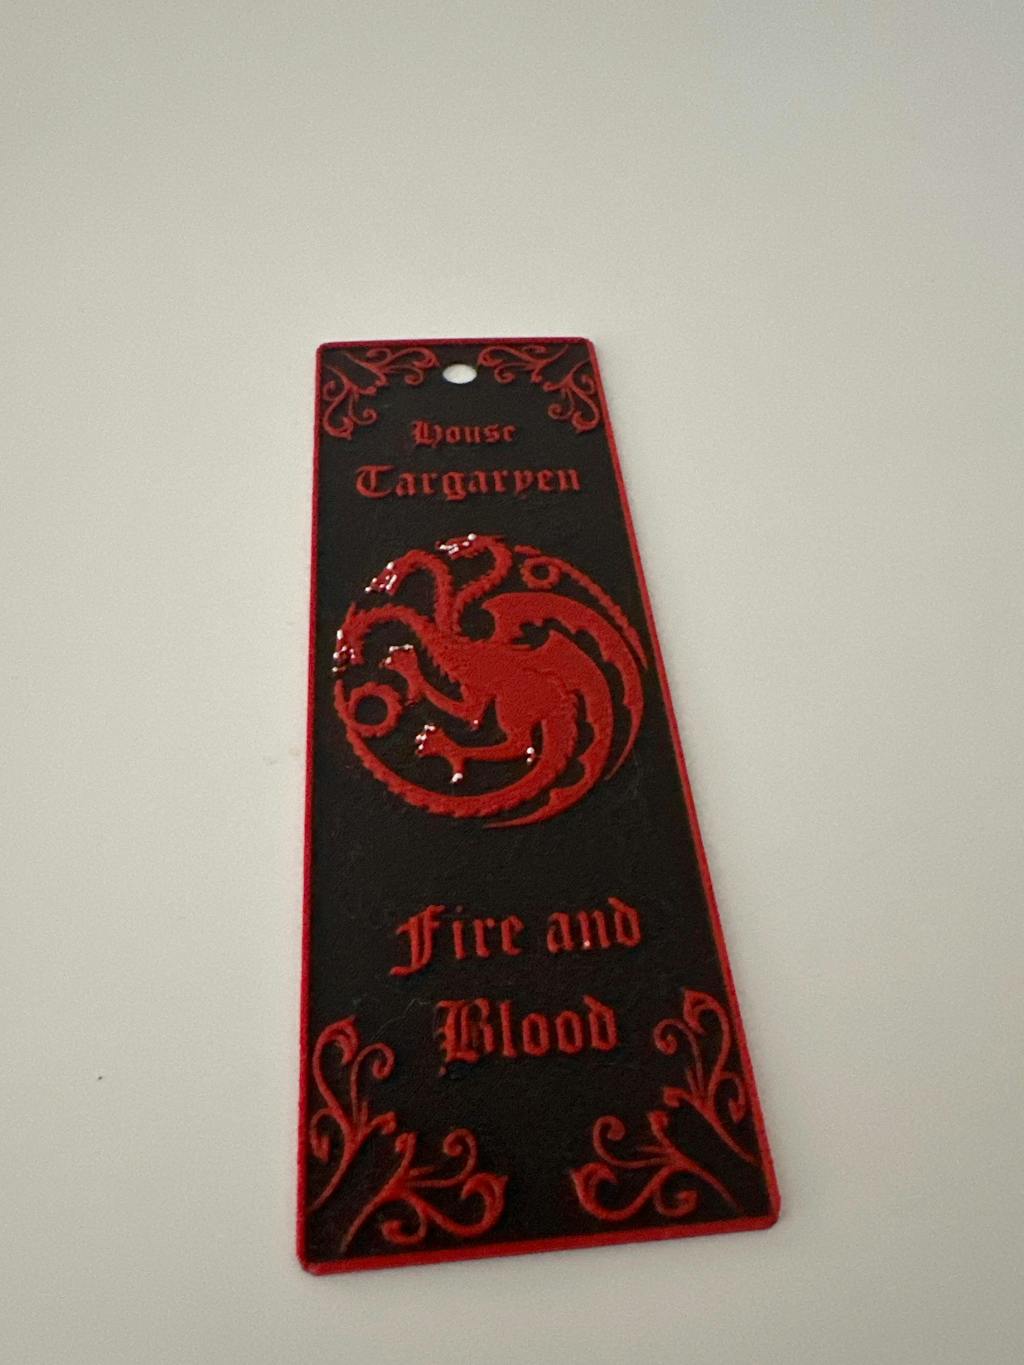 House
Targaryen
Fire and
Blood